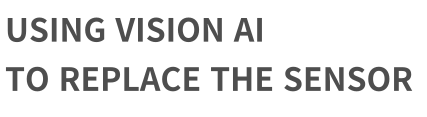 USING VISION AI
TO REPLACE THE SENSOR